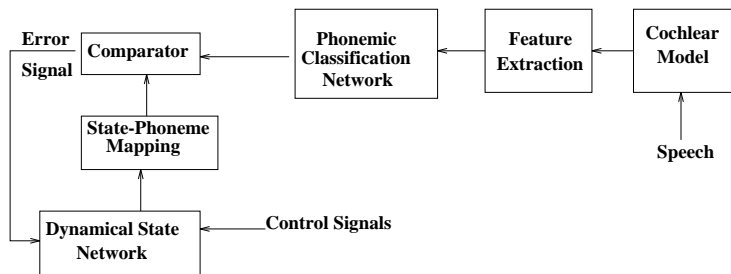 Error
Signal
Comparator
Phonemic
Classification
Network
Feature
Extraction
Cochlear
Model
State-Phoneme
Mapping
Speech
Dynamical State
Network
Control Signals